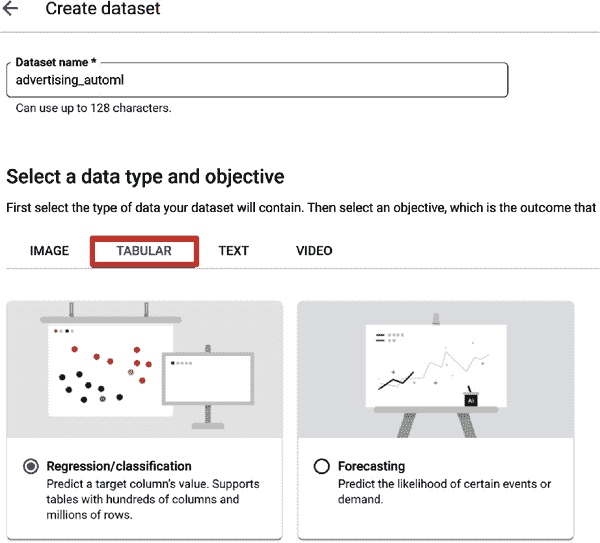 Create dataset
Dataset name *
advertising_automl
Can use up to 128 characters.
Select a data type and objective
First select the type of data your dataset will contain. Then select an objective, which is the outcome that
IMAGE TABULAR TEXT VIDEO
AI
Regression/classification
Predict a target column's value. Supports
tables with hundreds of columns and
millions of rows.
Forecasting
Predict the likelihood of certain events or
demand.